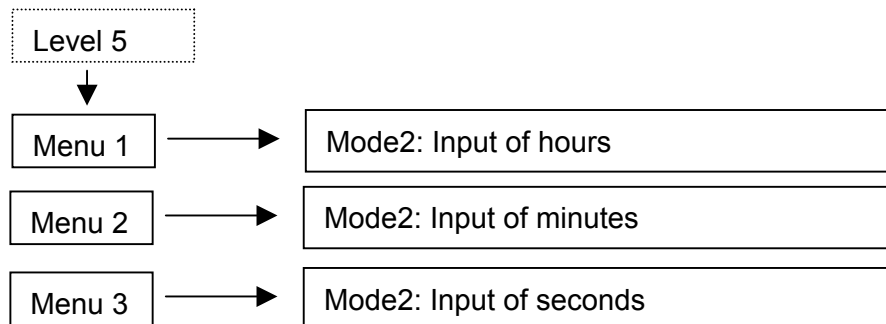 Level 5
Menu 1
Mode2: Input of hours
Menu 2
Mode2: Input of minutes
Menu 3
Mode2: Input of seconds